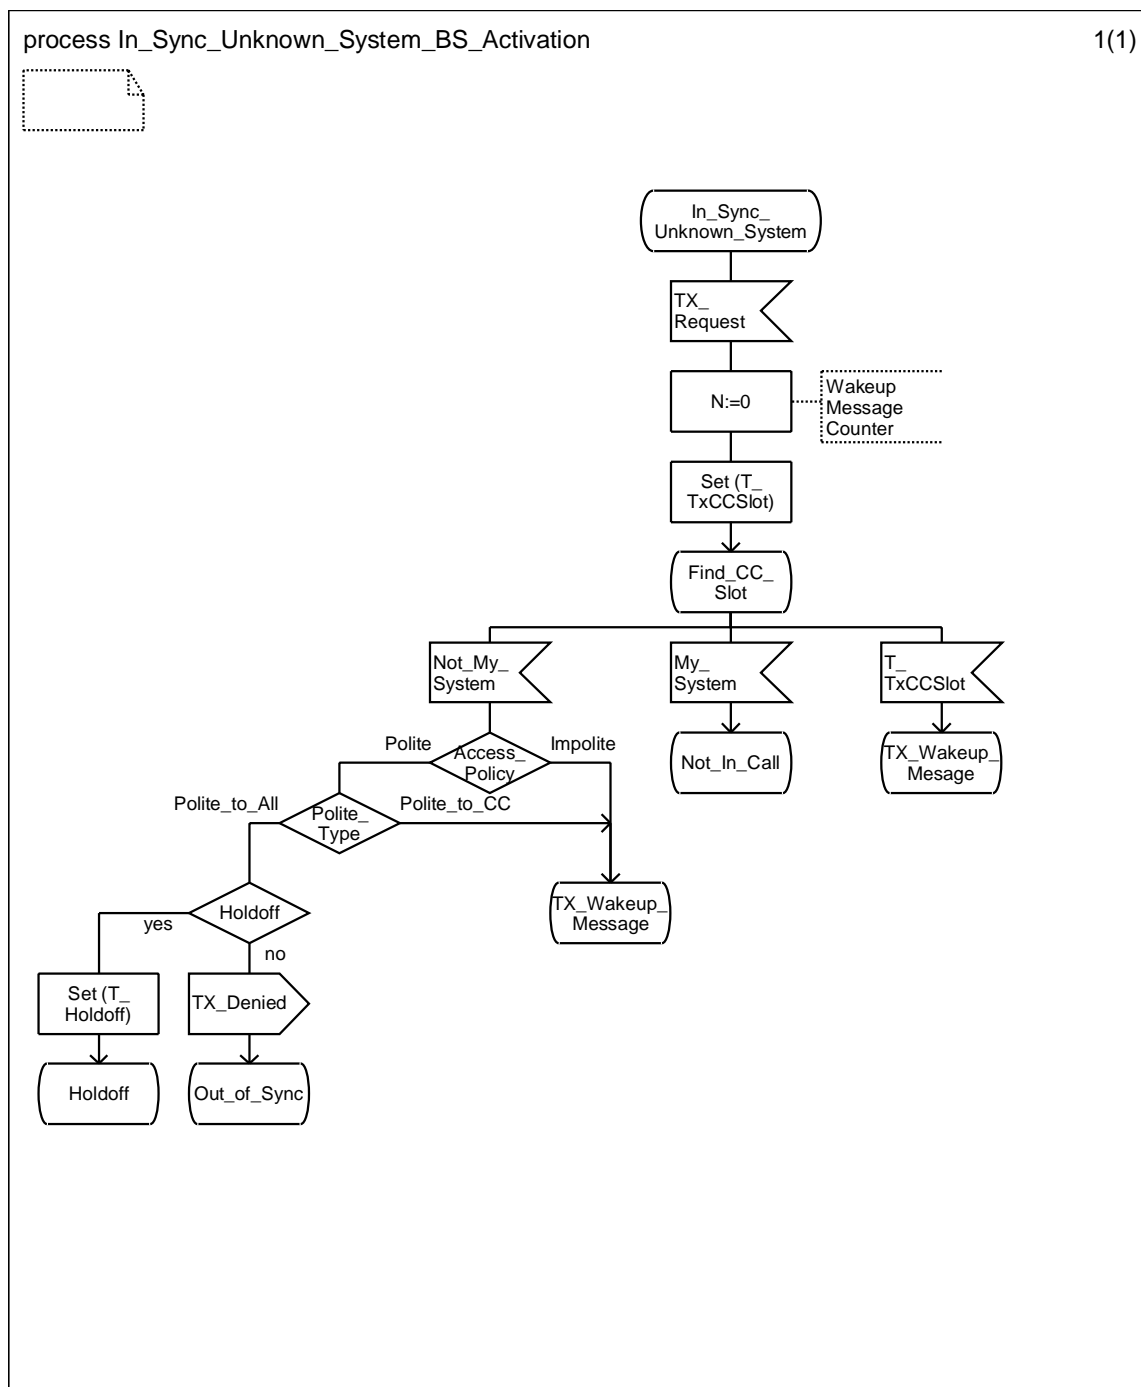 process In_Sync_Unknown_System_BS_Activation
1(1)
In_Sync_
Unknown_System
TX_
Request
N:=0
Wakeup
Message
Counter
Set (T_
TxCCSlot)
Find_CC_
Slot
Not_My_
System
My_
System
T_
TxCCSlot
Polite
Access_
Policy
Impolite
Not_In_Call
TX_Wakeup_
Mesage
Polite_to_All
Polite_
Type
Polite_to_CC
Holdoff
yes
no
TX_Wakeup_
Message
Set (T_
Holdoff)
TX_Denied
Holdoff
Out_of_Sync